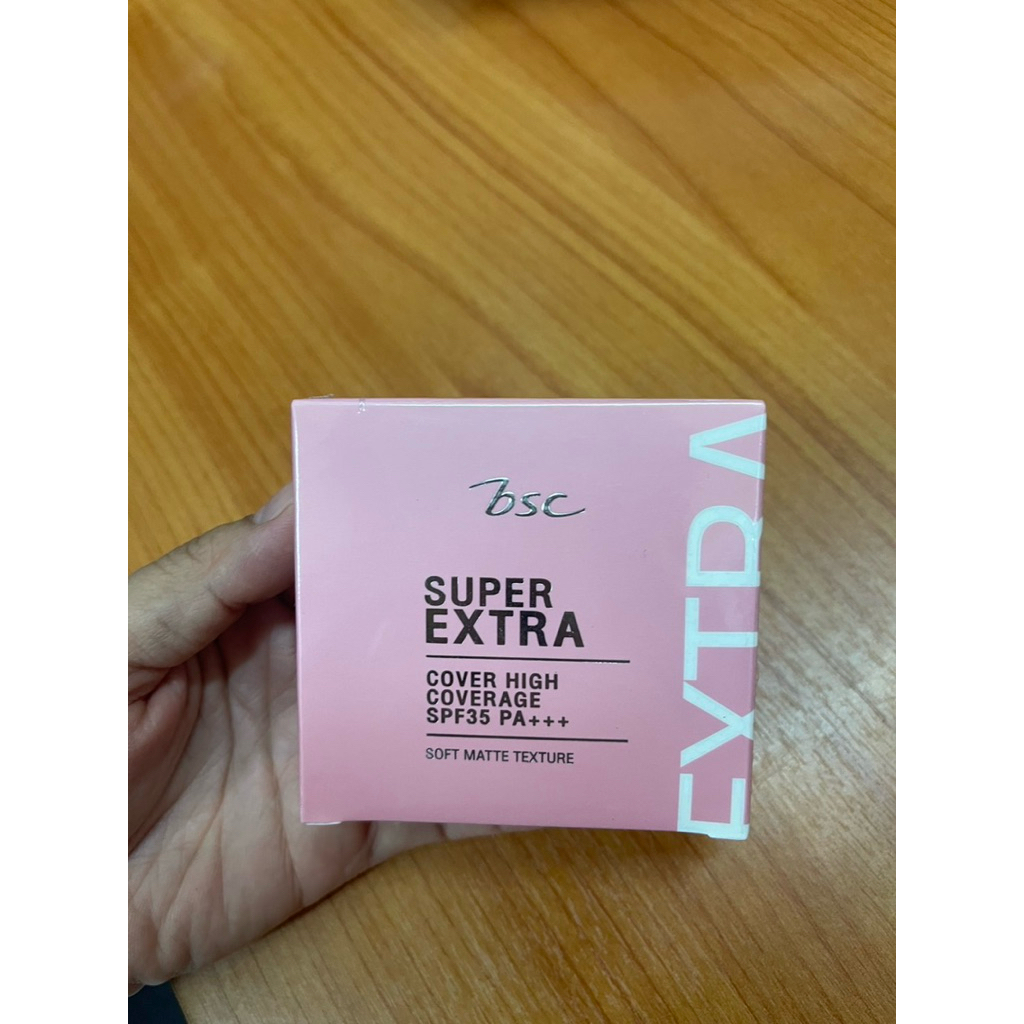 bsc
SUPER
EXTRA
COVER HIGH
COVERAGE
SPF35 PA+++
SOFT MATTE TEXTURE
EXTRA